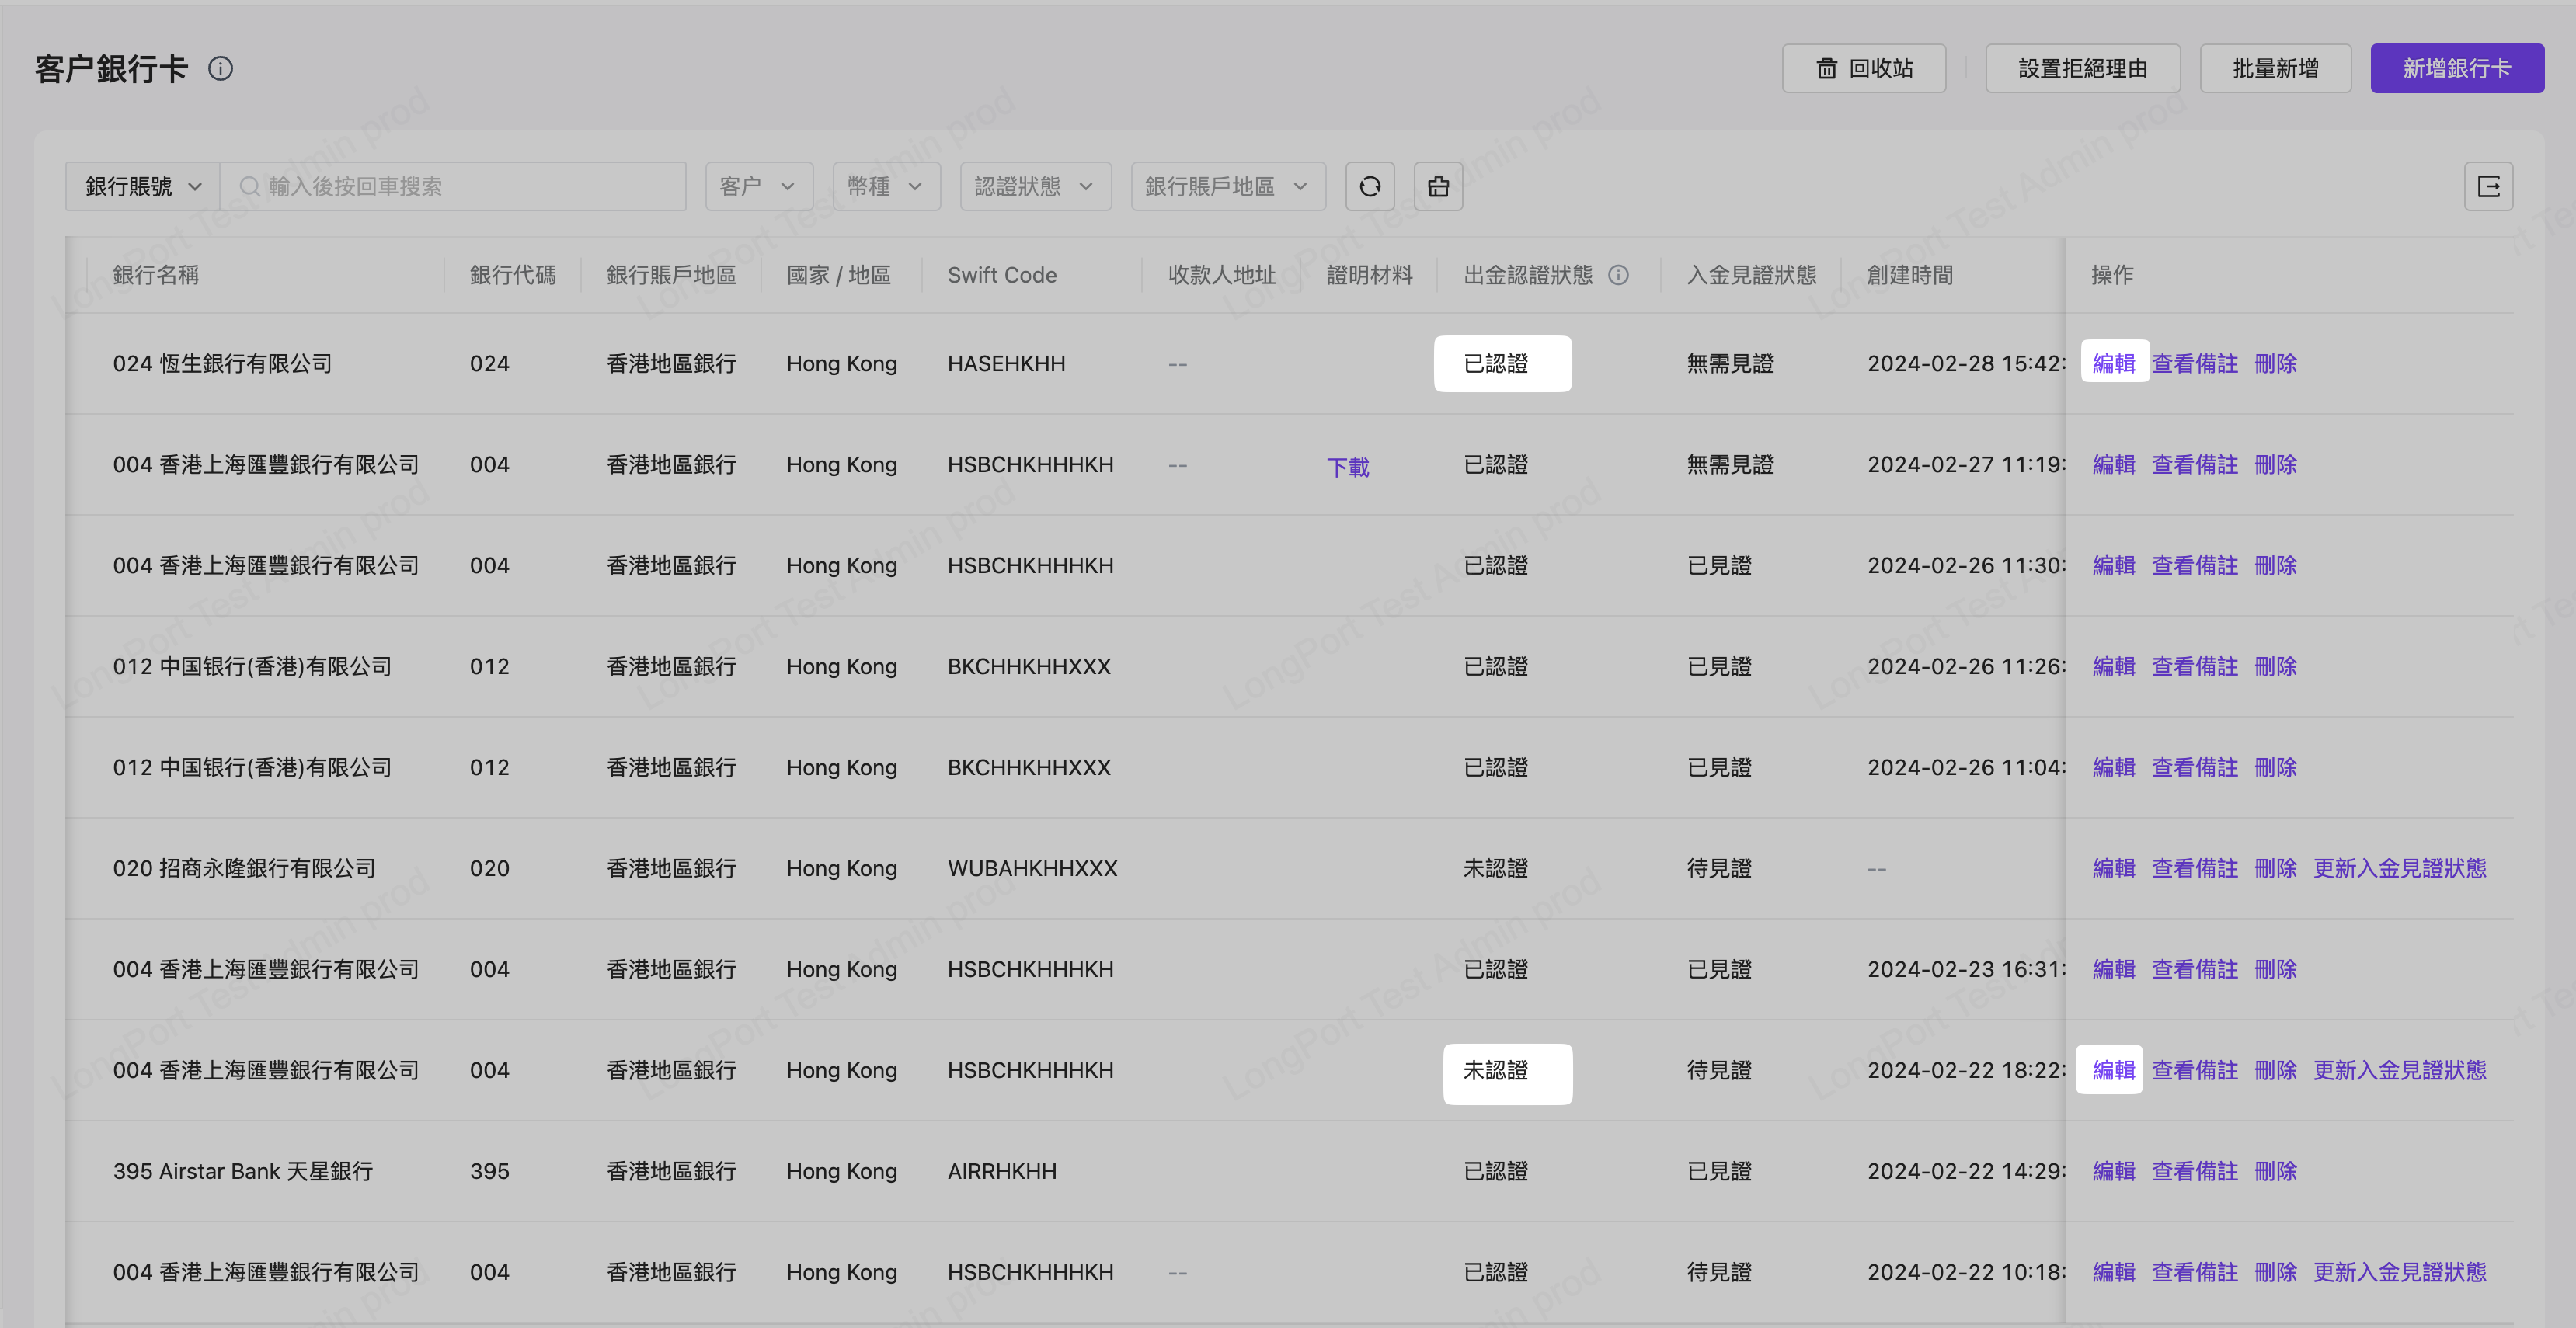 客户銀行卡
回收站 設置拒絕理由 批量新增 新增銀行卡
銀行賬號 輸入後按回車搜索 客户 幣種 認證狀態 銀行賬戶地區
銀行名稱 銀行代碼 銀行賬戶地區 國家 / 地區 Swift Code 收款人地址 證明材料 出金認證狀態 入金見證狀態 創建時間 操作
024 恆生銀行有限公司 024 香港地區銀行 Hong Kong HASEHKHH -- 已認證 無需見證 2024-02-28 15:42: 編輯 查看備註 刪除
004 香港上海匯豐銀行有限公司 004 香港地區銀行 Hong Kong HSBCHKHHHKH -- 下載 已認證 無需見證 2024-02-27 11:19: 編輯 查看備註 刪除
004 香港上海匯豐銀行有限公司 004 香港地區銀行 Hong Kong HSBCHKHHHKH 已認證 已見證 2024-02-26 11:30: 編輯 查看備註 刪除
012 中国银行(香港)有限公司 012 香港地區銀行 Hong Kong BKCHHKHHXXX 已認證 已見證 2024-02-26 11:26: 編輯 查看備註 刪除
012 中国银行(香港)有限公司 012 香港地區銀行 Hong Kong BKCHHKHHXXX 已認證 已見證 2024-02-26 11:04: 編輯 查看備註 刪除
020 招商永隆銀行有限公司 020 香港地區銀行 Hong Kong WUBAHKHHXXX 未認證 待見證 -- 編輯 查看備註 刪除 更新入金見證狀態
004 香港上海匯豐銀行有限公司 004 香港地區銀行 Hong Kong HSBCHKHHHKH 已認證 已見證 2024-02-23 16:31: 編輯 查看備註 刪除
004 香港上海匯豐銀行有限公司 004 香港地區銀行 Hong Kong HSBCHKHHHKH 未認證 待見證 2024-02-22 18:22: 編輯 查看備註 刪除 更新入金見證狀態
395 Airstar Bank 天星銀行 395 香港地區銀行 Hong Kong AIRRHKHH 已認證 已見證 2024-02-22 14:29: 編輯 查看備註 刪除
004 香港上海匯豐銀行有限公司 004 香港地區銀行 Hong Kong HSBCHKHHHKH -- 已認證 待見證 2024-02-22 10:18: 編輯 查看備註 刪除 更新入金見證狀態
LongPort Test Admin prod